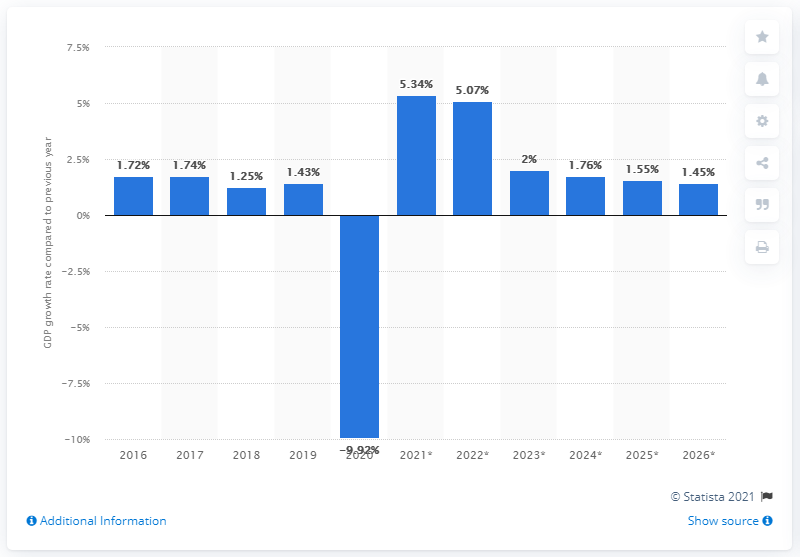 7.5%
5%
2.5%
0%
−2.5%
−5%
−7.5%
−10%
GDP growth rate compared to previous year
1.72% 1.74% 1.25% 1.43% −9.92% 5.34% 5.07% 2% 1.76% 1.55% 1.45%
2016 2017 2018 2019 2020 2021* 2022* 2023* 2024* 2025* 2026*
© Statista 2021
Additional Information
Show source